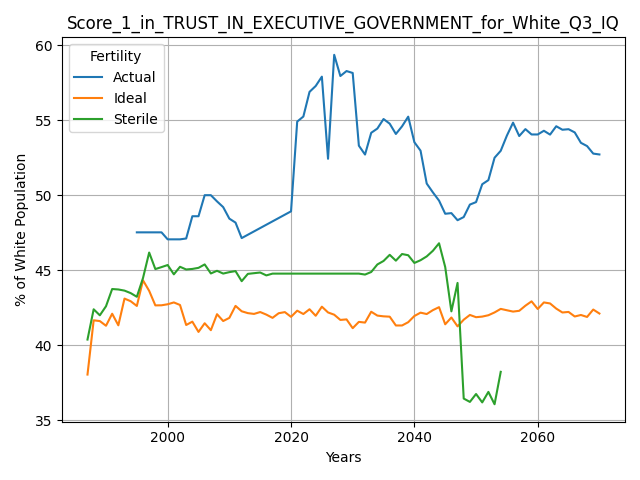 Score_1_in_TRUST_IN_EXECUTIVE_GOVERNMENT_for_White_Q3_IQ
Fertility
Actual
Ideal
Sterile
% of White Population
60
55
50
45
40
35
2000
2020
2040
2060
Years